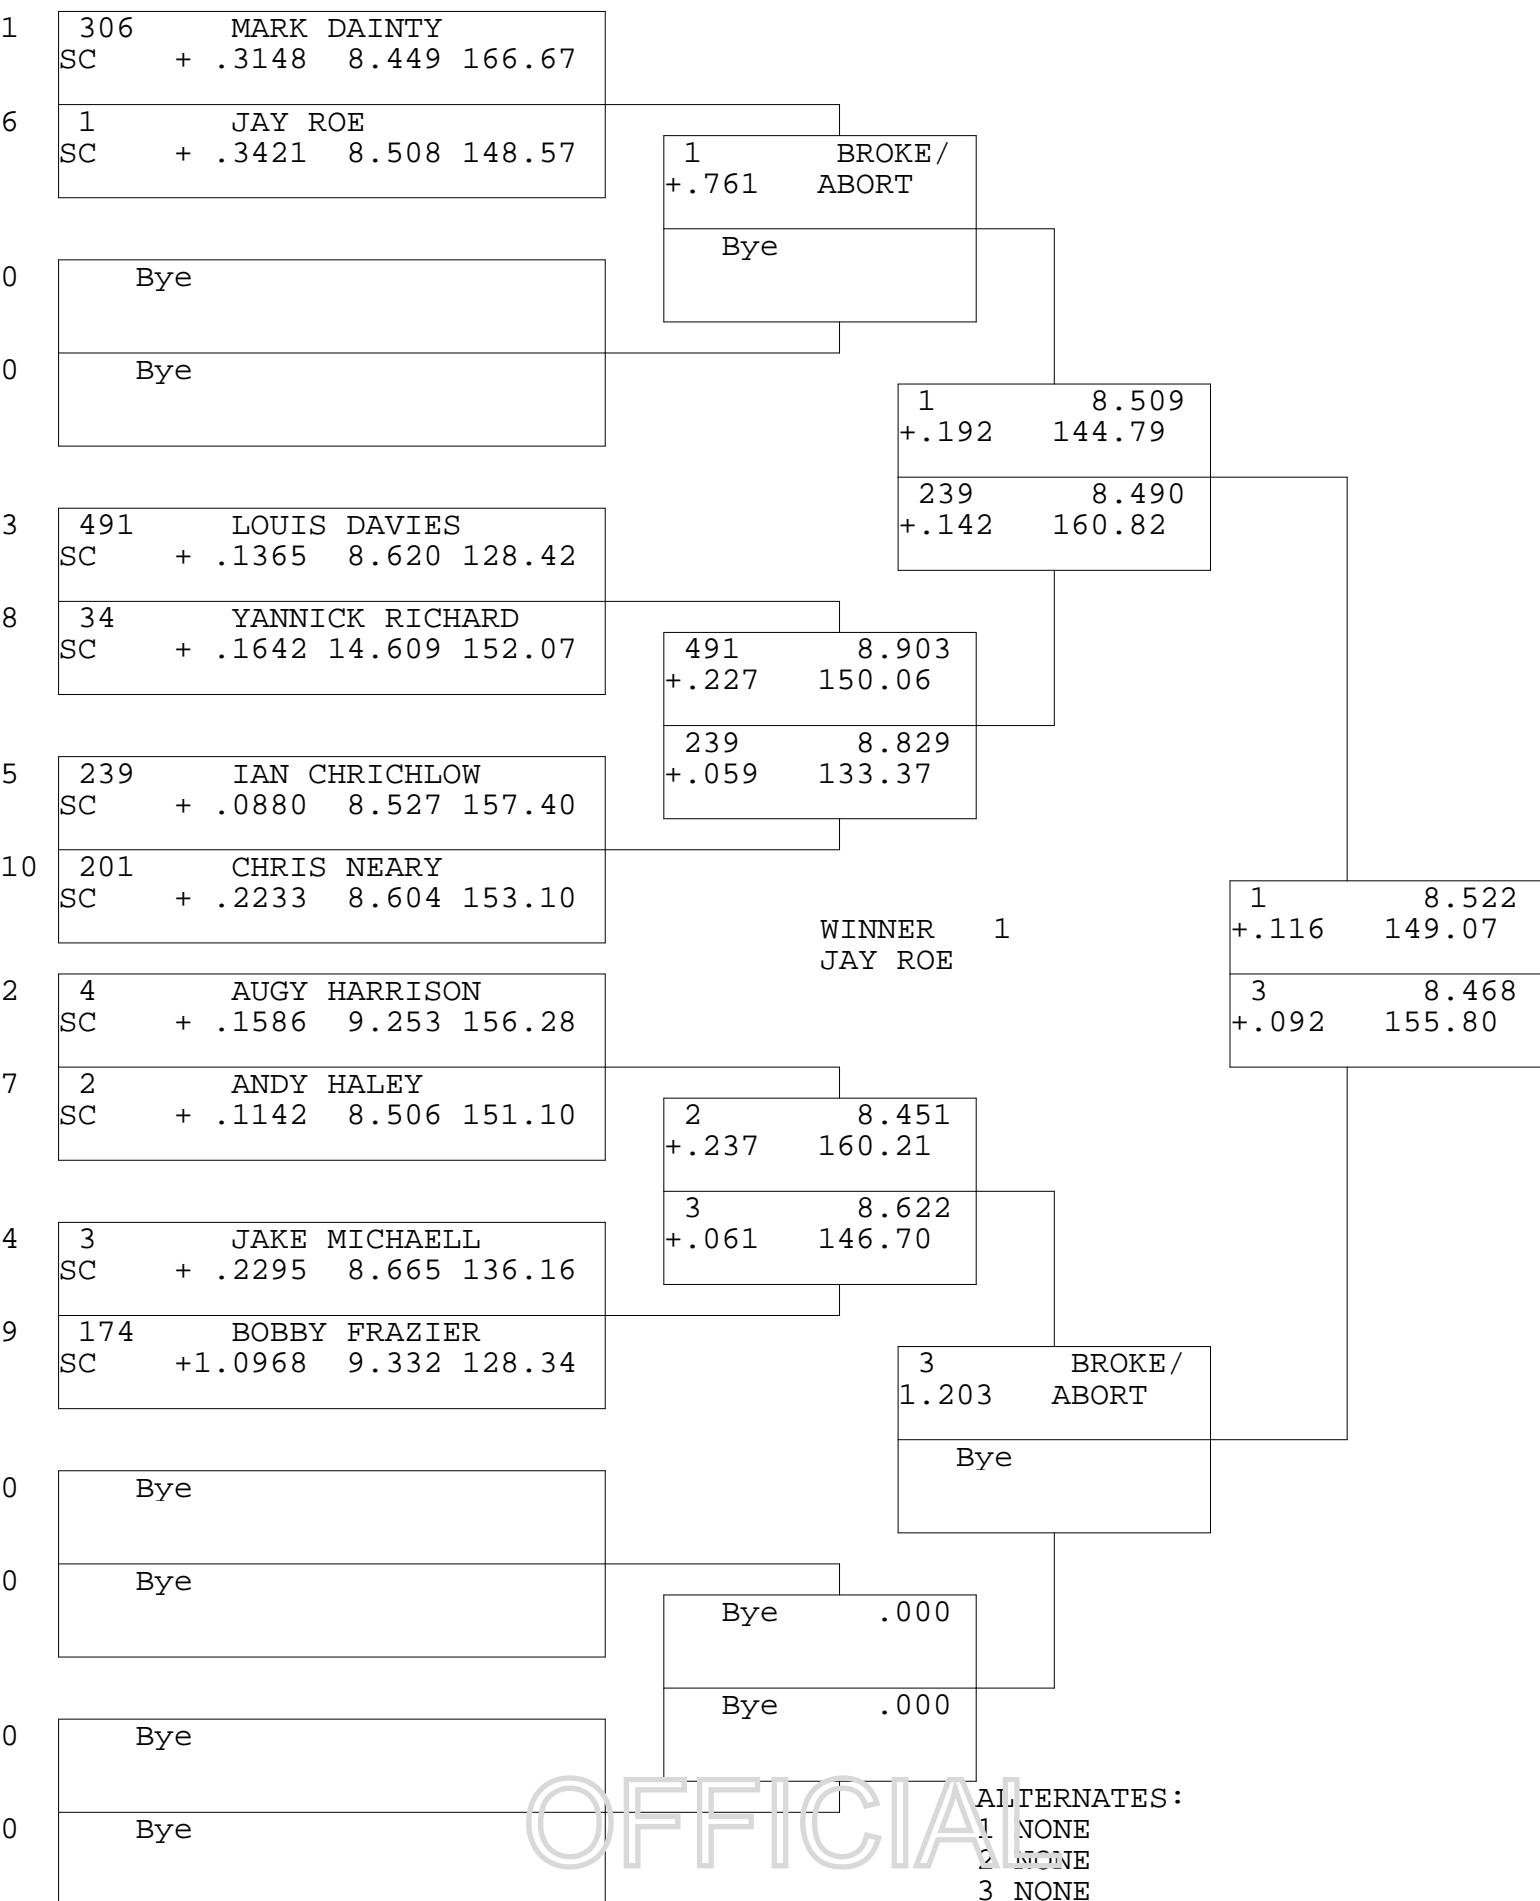 1 306 MARK DAINTY
SC + .3148 8.449 166.67
6 1 JAY ROE
SC + .3421 8.508 148.57
1 BROKE/
+.761 ABORT
Bye
0 Bye
0 Bye
1 8.509
+.192 144.79
239 8.490
+.142 160.82
3 491 LOUIS DAVIES
SC + .1365 8.620 128.42
8 34 YANNICK RICHARD
SC + .1642 14.609 152.07
491 8.903
+.227 150.06
239 8.829
+.059 133.37
5 239 IAN CHRICHLOW
SC + .0880 8.527 157.40
10 201 CHRIS NEARY
SC + .2233 8.604 153.10
WINNER 1
JAY ROE
1 8.522
+.116 149.07
3 8.468
+.092 155.80
2 4 AUGY HARRISON
SC + .1586 9.253 156.28
7 2 ANDY HALEY
SC + .1142 8.506 151.10
2 8.451
+.237 160.21
3 8.622
+.061 146.70
4 3 JAKE MICHAELL
SC + .2295 8.665 136.16
9 174 BOBBY FRAZIER
SC +1.0968 9.332 128.34
3 BROKE/
1.203 ABORT
Bye
0 Bye
0 Bye
Bye .000
Bye .000
0 Bye
0 Bye
OFFICIAL
ALTERNATES:
1 NONE
2 NONE
3 NONE